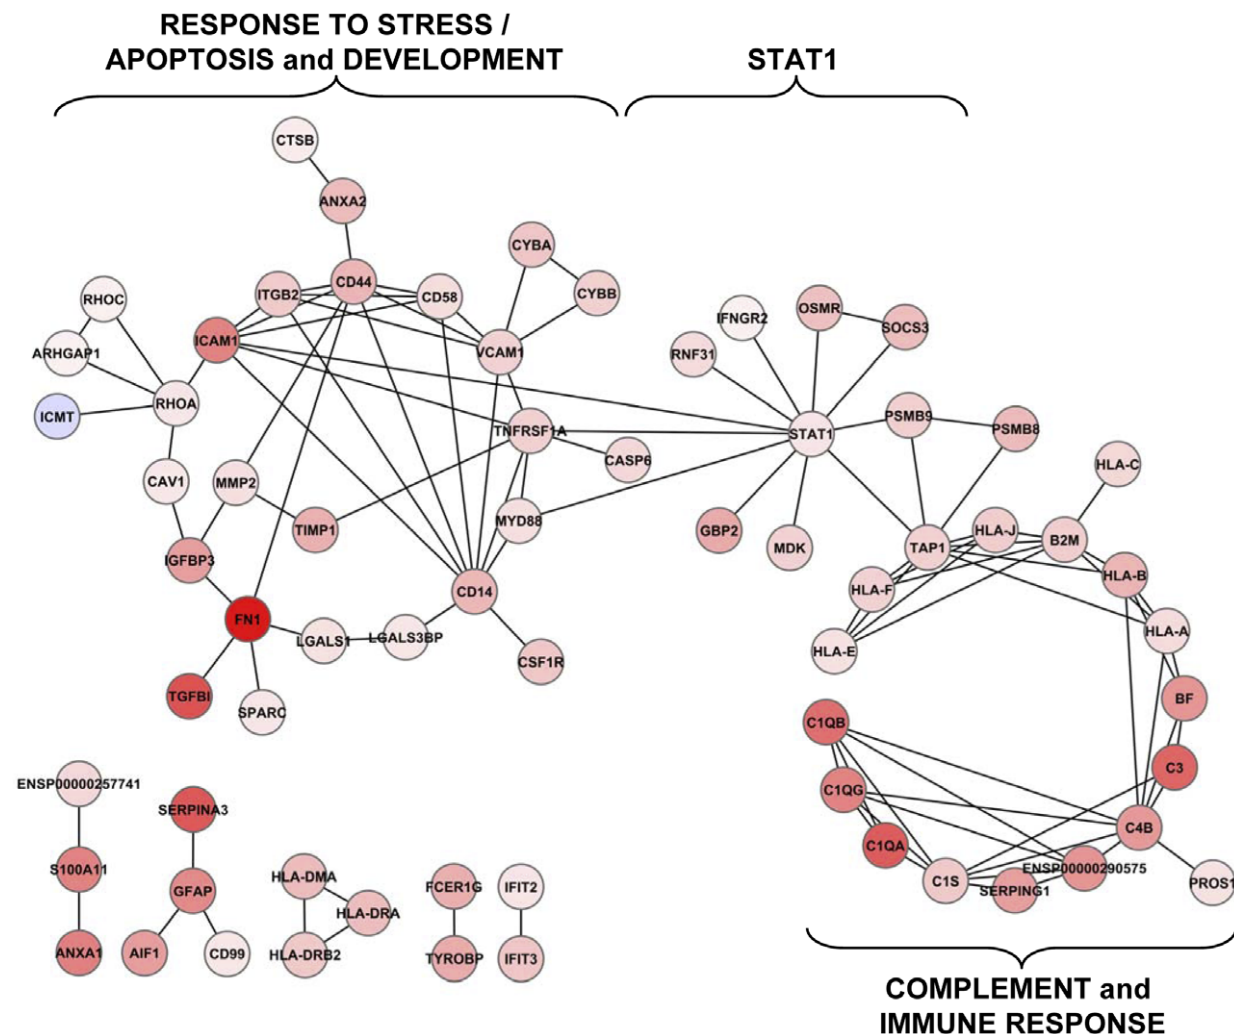 RESPONSE TO STRESS /
APOPTOSIS and DEVELOPMENT
STAT1
CTSB
ANXA2
CYBA
CYBB
ITGB2
CD44
CD58
RHOC
ICAM1
VCAM1
ARHGAP1
RHOA
ICMT
TNFRSF1A
CASP6
CAV1
MMP2
TIMP1
MYD88
IGFBP3
CD14
FN1
LGALS1
LGALS3BP
CSF1R
TGFBI
SPARC
IFNGR2
OSMR
SOCS3
RNF31
STAT1
PSMB9
PSMB8
GBP2
MDK
HLA-C
TAP1
HLA-J
B2M
HLA-F
HLA-B
HLA-E
HLA-A
BF
C1QB
C3
C1QG
C4B
C1QA
C1S
SERPING1
ENSP00000290575
PROS1
ENSP00000257741
S100A11
ANXA1
SERPINA3
GFAP
AIF1
CD99
HLA-DMA
HLA-DRA
HLA-DRB2
FCER1G
TYROBP
IFIT2
IFIT3
COMPLEMENT and
IMMUNE RESPONSE